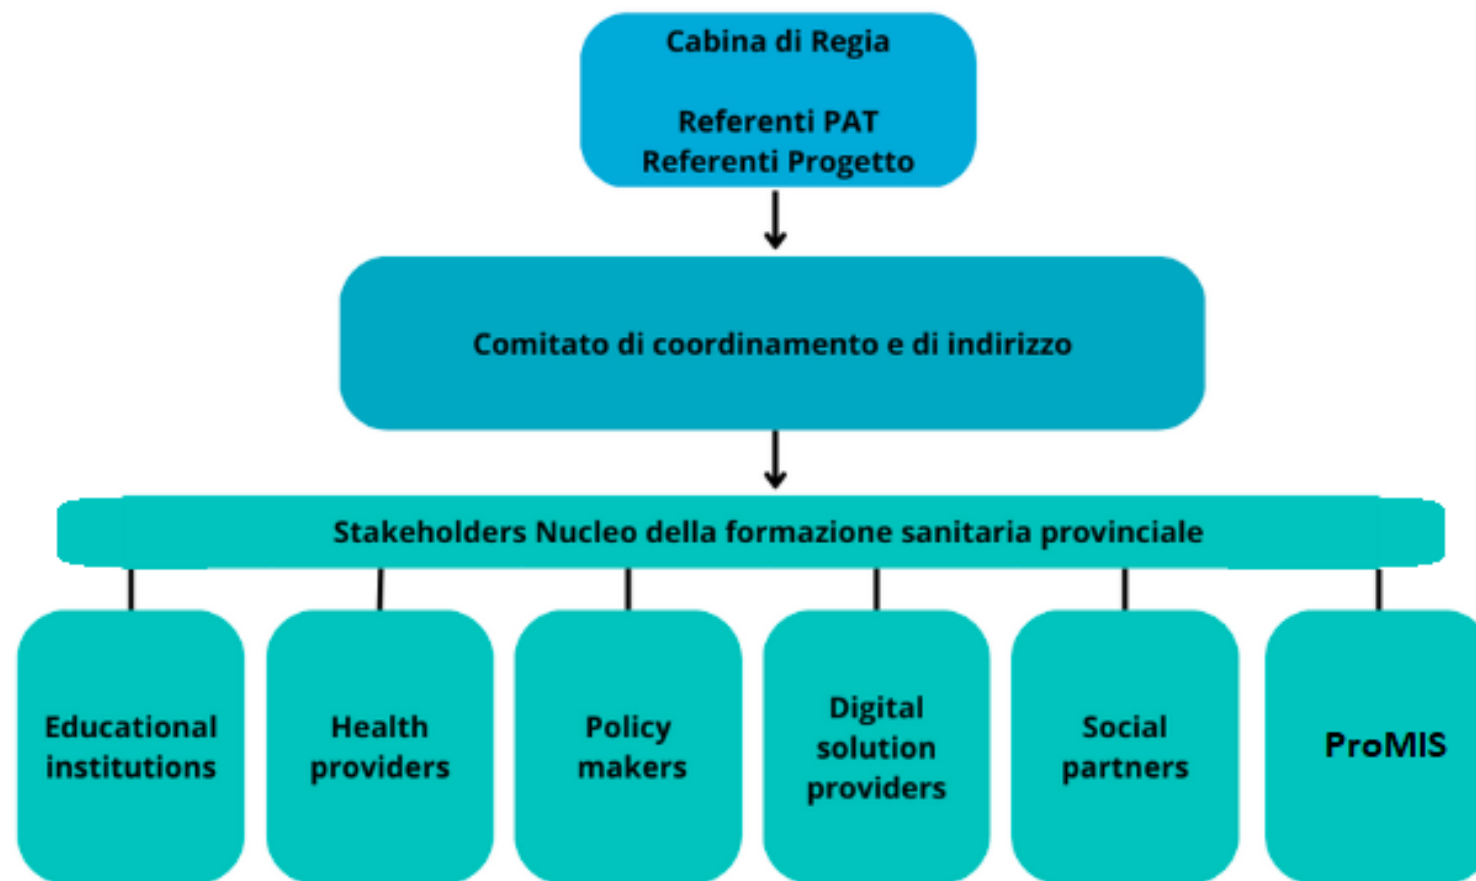 Cabina di Regia
Referenti PAT
Referenti Progetto
Comitato di coordinamento e di indirizzo
Stakeholders Nucleo della formazione sanitaria provinciale
Educational
institutions
Health
providers
Policy
makers
Digital
solution
providers
Social
partners
ProMIS